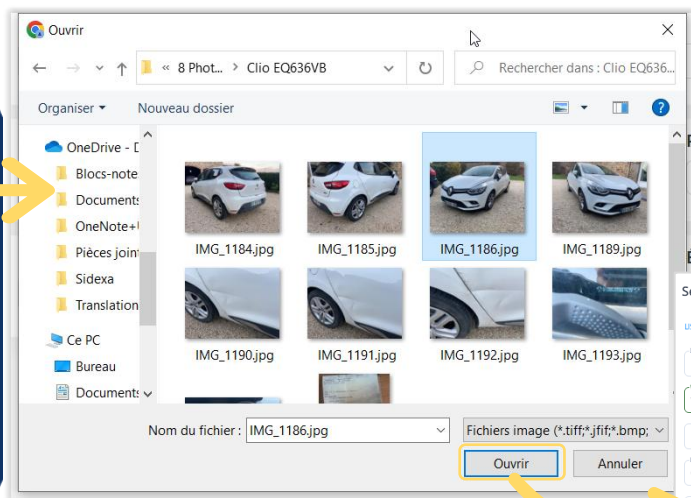 Ouvrir
« 8 Phot... > Clio EQ636VB
Rechercher dans : Clio EQ636...
Organiser
Nouveau dossier
OneDrive - D
Blocs-note
Documents
OneNote+
Pièces join
Sidexa
Translation
Ce PC
Bureau
Documents
IMG_1184.jpg IMG_1185.jpg IMG_1186.jpg IMG_1189.jpg
IMG_1190.jpg IMG_1191.jpg IMG_1192.jpg IMG_1193.jpg
Nom du fichier : IMG_1186.jpg
Fichiers image (*.tiff;*.jfif;*.bmp;
Ouvrir Annuler